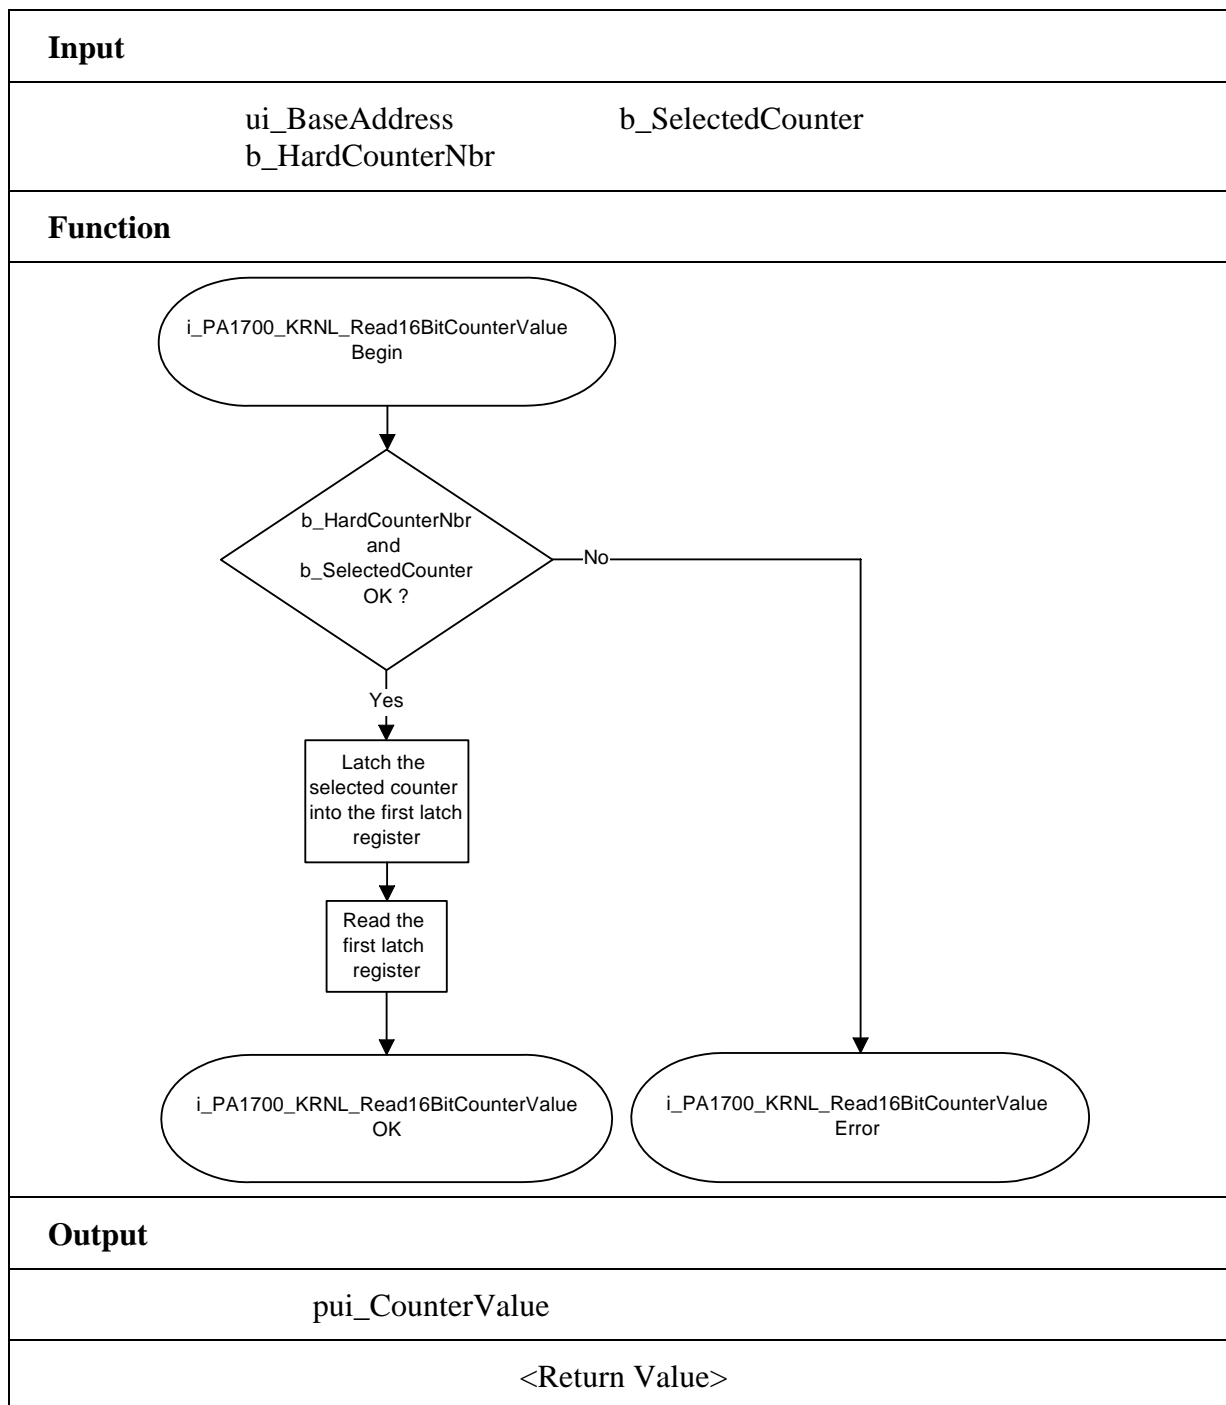 Input
ui_BaseAddress b_SelectedCounter
b_HardCounterNbr
Function
i_PA1700_KRNL_Read16BitCounterValue
Begin
b_HardCounterNbr
and
b_SelectedCounter
OK ?
No
Yes
Latch the
selected counter
into the first latch
register
Read the
first latch
register
i_PA1700_KRNL_Read16BitCounterValue
OK
i_PA1700_KRNL_Read16BitCounterValue
Error
Output
pui_CounterValue
<Return Value>